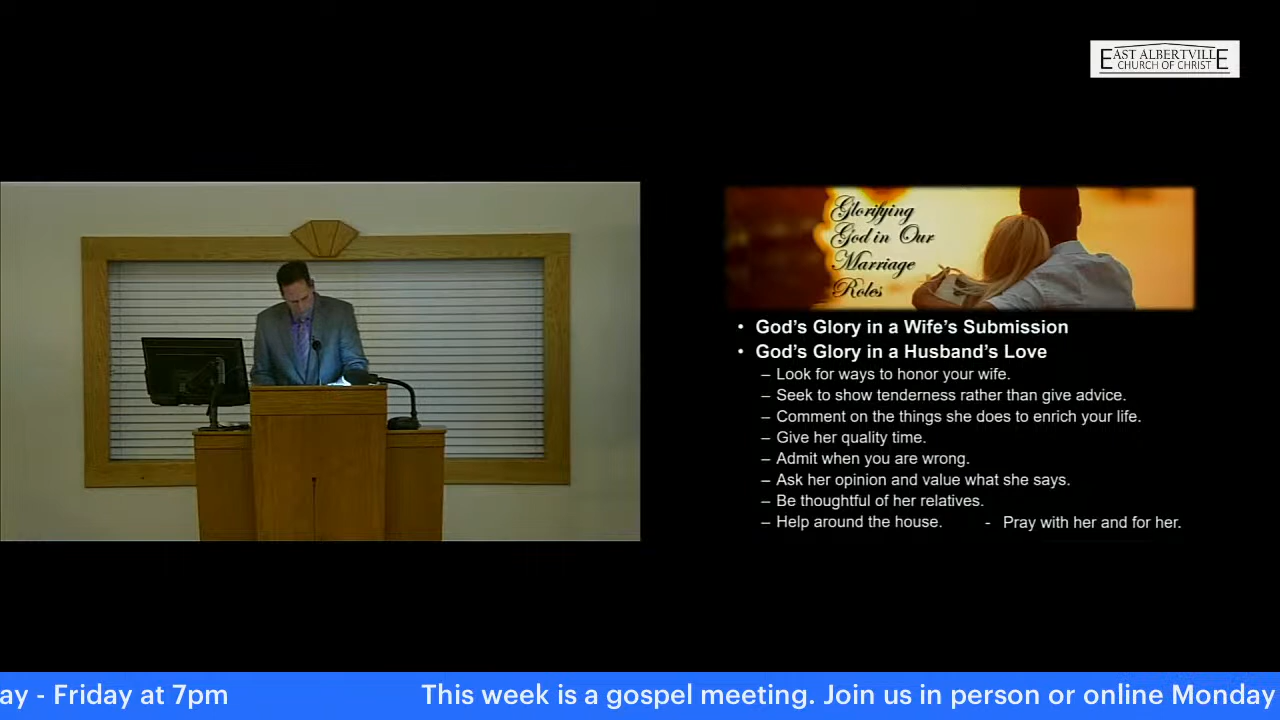 EAST ALBERTVILLE
CHURCH OF CHRIST
Glorifying
God in Our
Marriage
Roles
• God's Glory in a Wife's Submission
• God's Glory in a Husband's Love
– Look for ways to honor your wife.
– Seek to show tenderness rather than give advice.
– Comment on the things she does to enrich your life.
– Give her quality time.
– Admit when you are wrong.
– Ask her opinion and value what she says.
– Be thoughtful of her relatives.
– Help around the house. - Pray with her and for her.
ay - Friday at 7pm This week is a gospel meeting. Join us in person or online Monday